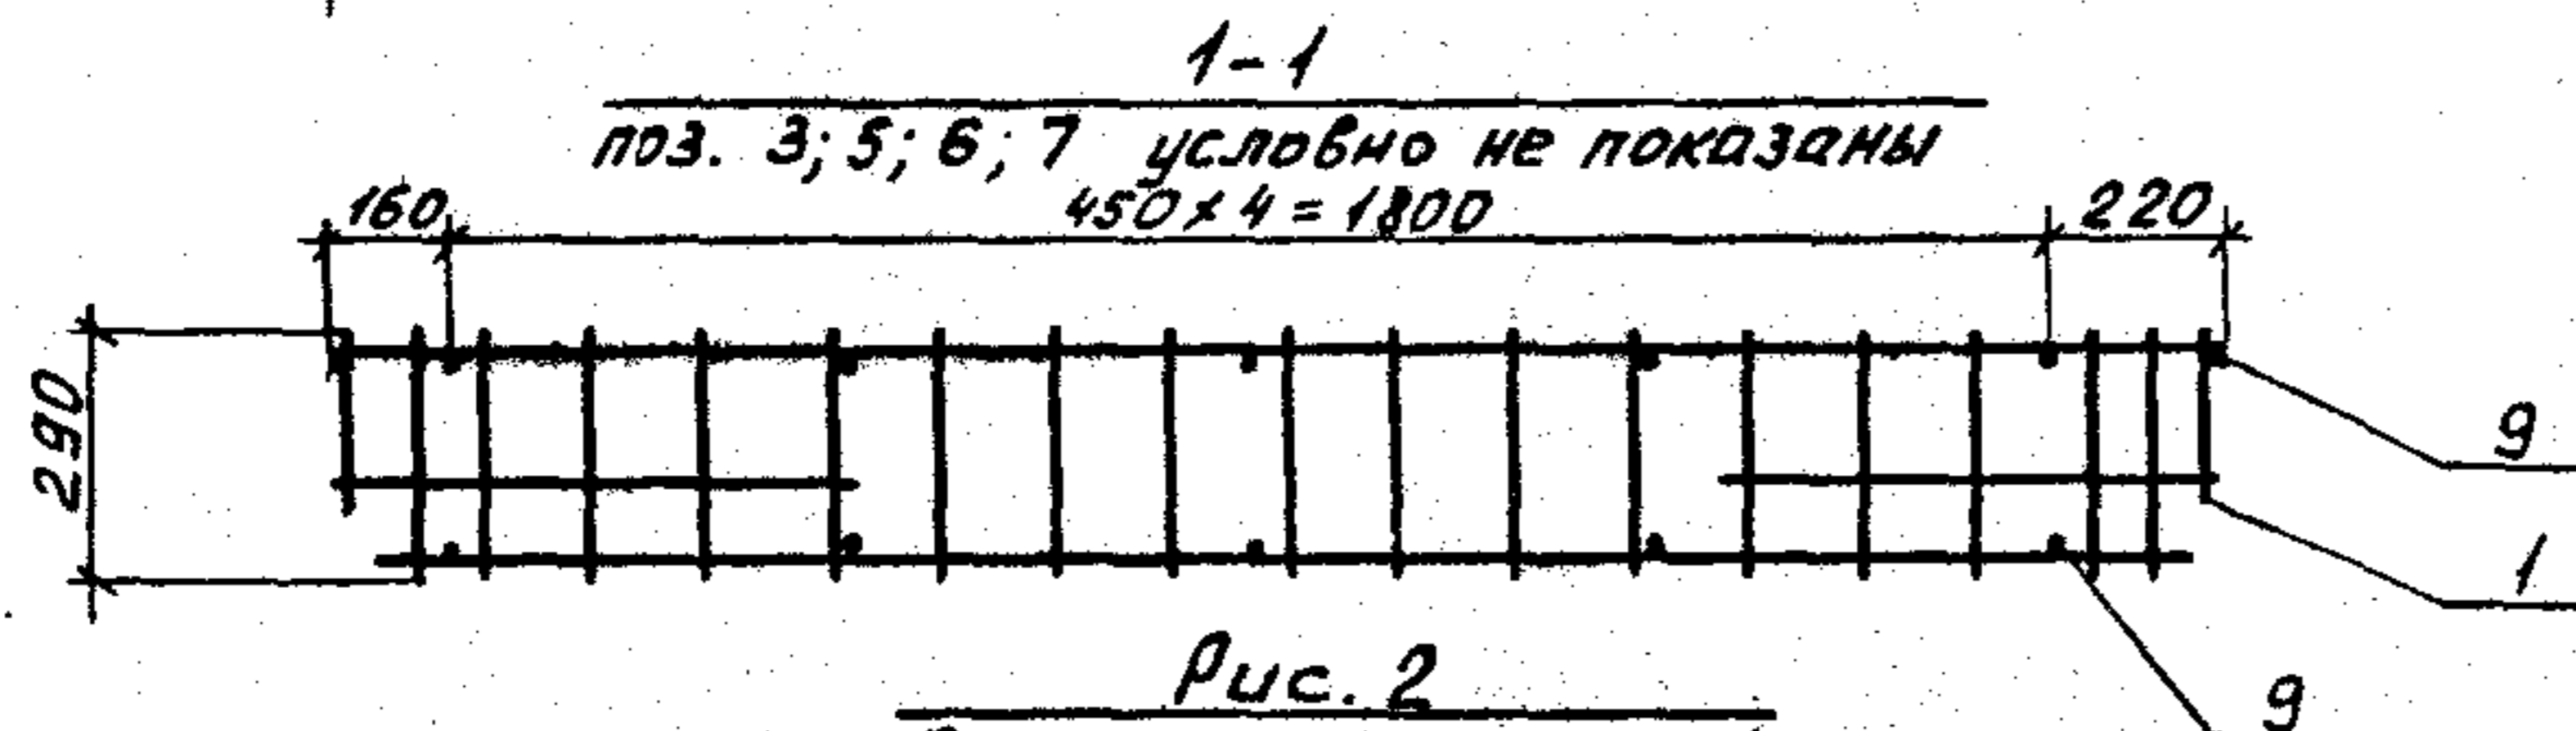 1-1
поз. 3; 5; 6; 7 условно не показаны
160 450 x 4 = 1800 220
290
9
1
Рис. 2
9